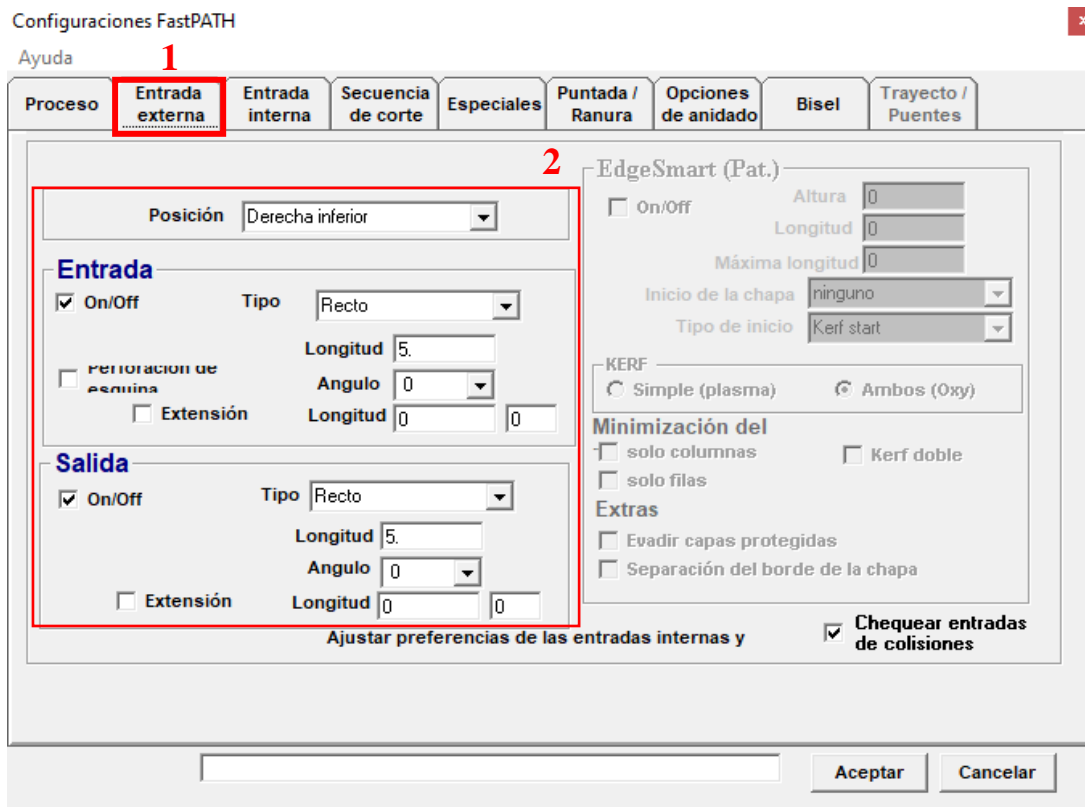 Configuraciones FastPATH
×
Ayuda
1
Proceso
Entrada
externa
Entrada
interna
Secuencia
de corte
Especiales
Puntada /
Ranura
Opciones
de anidado
Bisel
Trayecto /
Puentes
2
Posición Derecha inferior
Entrada
On/Off Tipo Recto
Longitud 5.
Perforación de
esquina
Angulo 0
Extensión Longitud 0 0
Salida
On/Off Tipo Recto
Longitud 5.
Angulo 0
Extensión Longitud 0 0
EdgeSmart (Pat.)
On/Off
Altura 0
Longitud 0
Máxima longitud 0
Inicio de la chapa ninguno
Tipo de inicio Kerf start
KERF
Simple (plasma) Ambos (Oxy)
Minimización del
solo columnas Kerf doble
solo filas
Extras
Evadir capas protegidas
Separación del borde de la chapa
Ajustar preferencias de las entradas internas y
Chequear entradas
de colisiones
Aceptar Cancelar